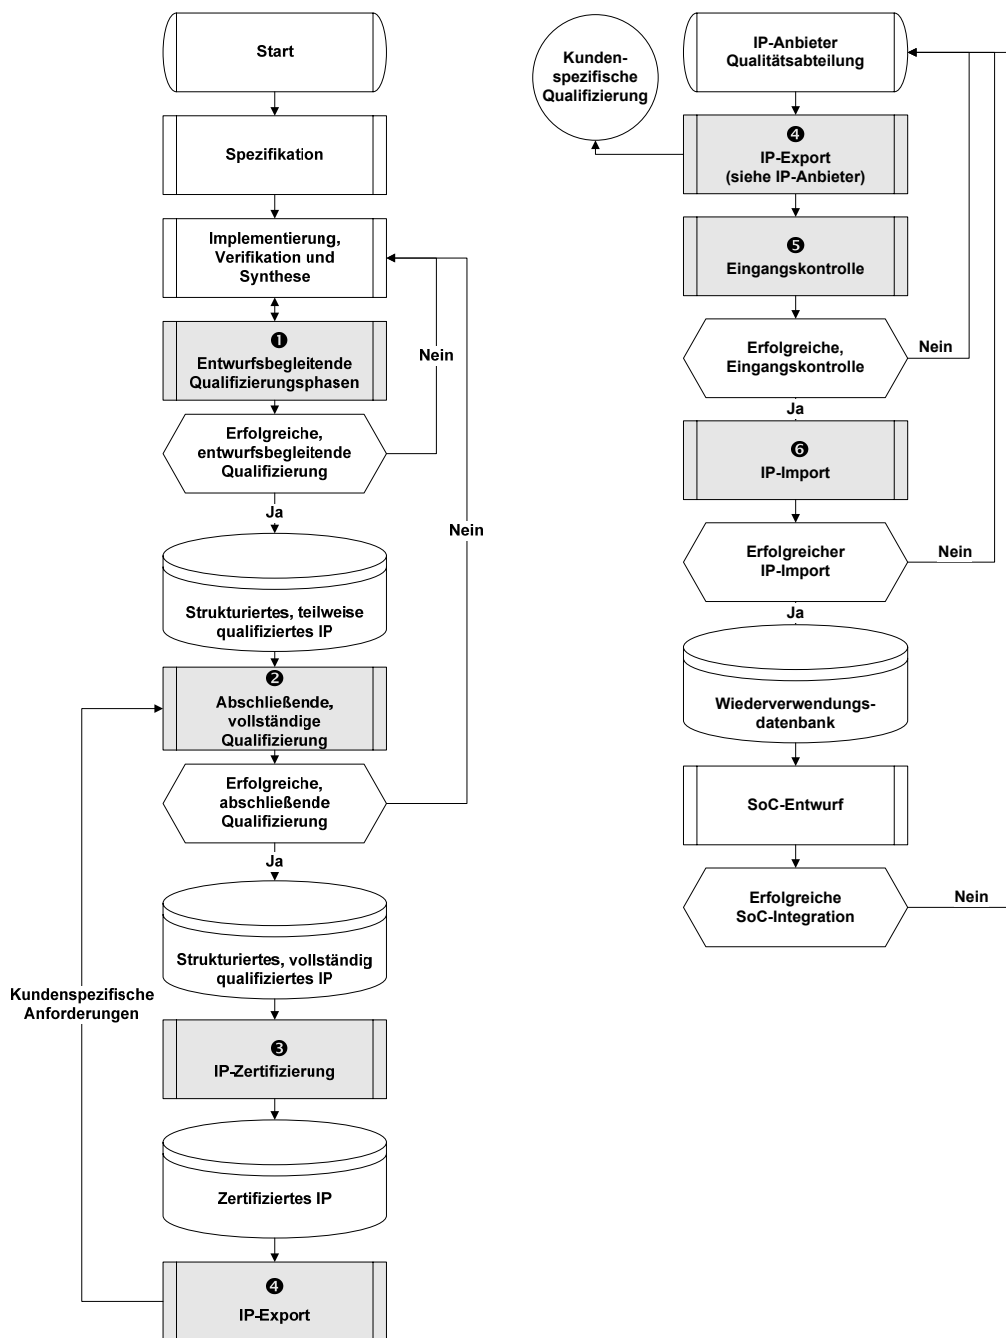 Start
Spezifikation
Implementierung,
Verifikation und
Synthese
❶
Entwurfsbegleitende
Qualifizierungsphasen
Nein
Erfolgreiche,
entwurfsbegleitende
Qualifizierung
Ja
Nein
Strukturiertes, teilweise
qualifiziertes IP
❷
Abschließende,
vollständige
Qualifizierung
Erfolgreiche,
abschließende
Qualifizierung
Ja
Strukturiertes, vollständig
qualifiziertes IP
Kundenspezifische
Anforderungen
❸
IP-Zertifizierung
Zertifiziertes IP
❹
IP-Export
Kunden-
spezifische
Qualifizierung
IP-Anbieter
Qualitätsabteilung
❹
IP-Export
(siehe IP-Anbieter)
❺
Eingangskontrolle
Erfolgreiche,
Eingangskontrolle
Nein
Ja
❻
IP-Import
Erfolgreicher
IP-Import
Nein
Ja
Wiederverwendungs-
datenbank
SoC-Entwurf
Erfolgreiche
SoC-Integration
Nein